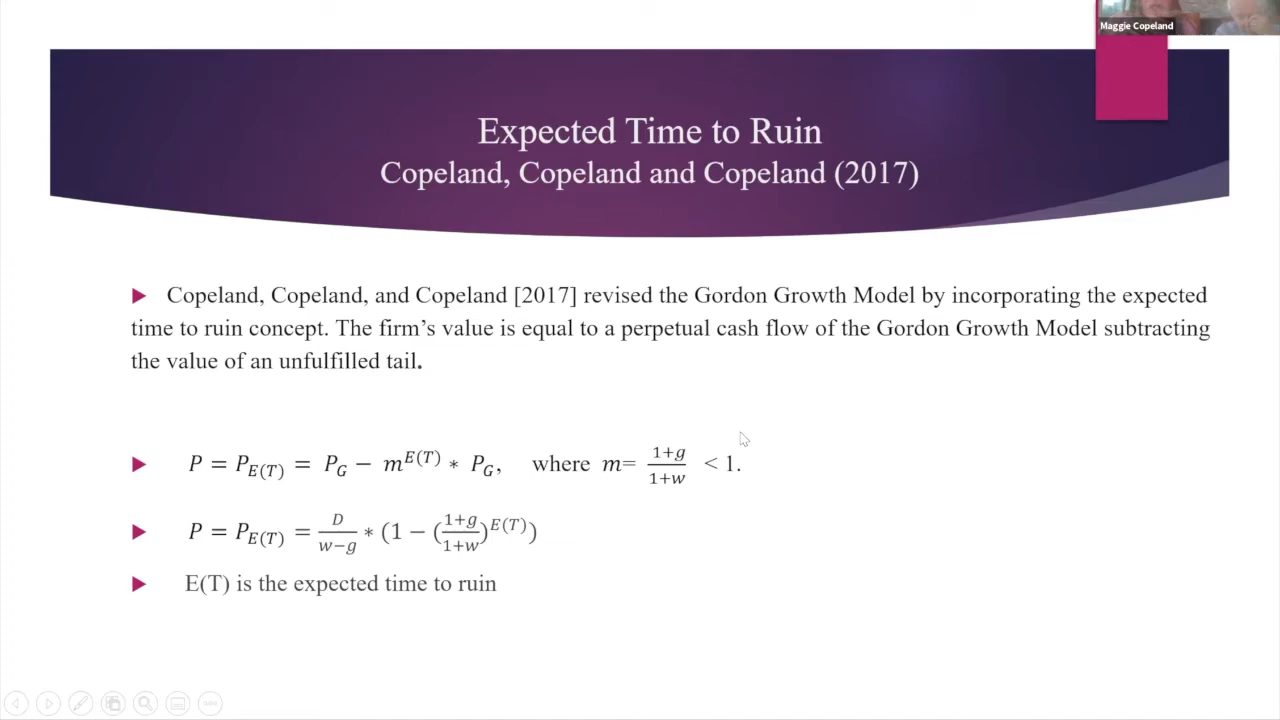 Maggie Copeland
Expected Time to Ruin
Copeland, Copeland and Copeland (2017)
Copeland, Copeland, and Copeland [2017] revised the Gordon Growth Model by incorporating the expected
time to ruin concept. The firm's value is equal to a perpetual cash flow of the Gordon Growth Model subtracting
the value of an unfulfilled tail.
P = P_{E(T)} = P_G − m^{E(T)} ∗ P_G, where m= \frac{1+g}{1+w} < 1.
P = P_{E(T)} = \frac{D}{w−g} ∗ (1 − (\frac{1+g}{1+w})^{E(T)})
E(T) is the expected time to ruin